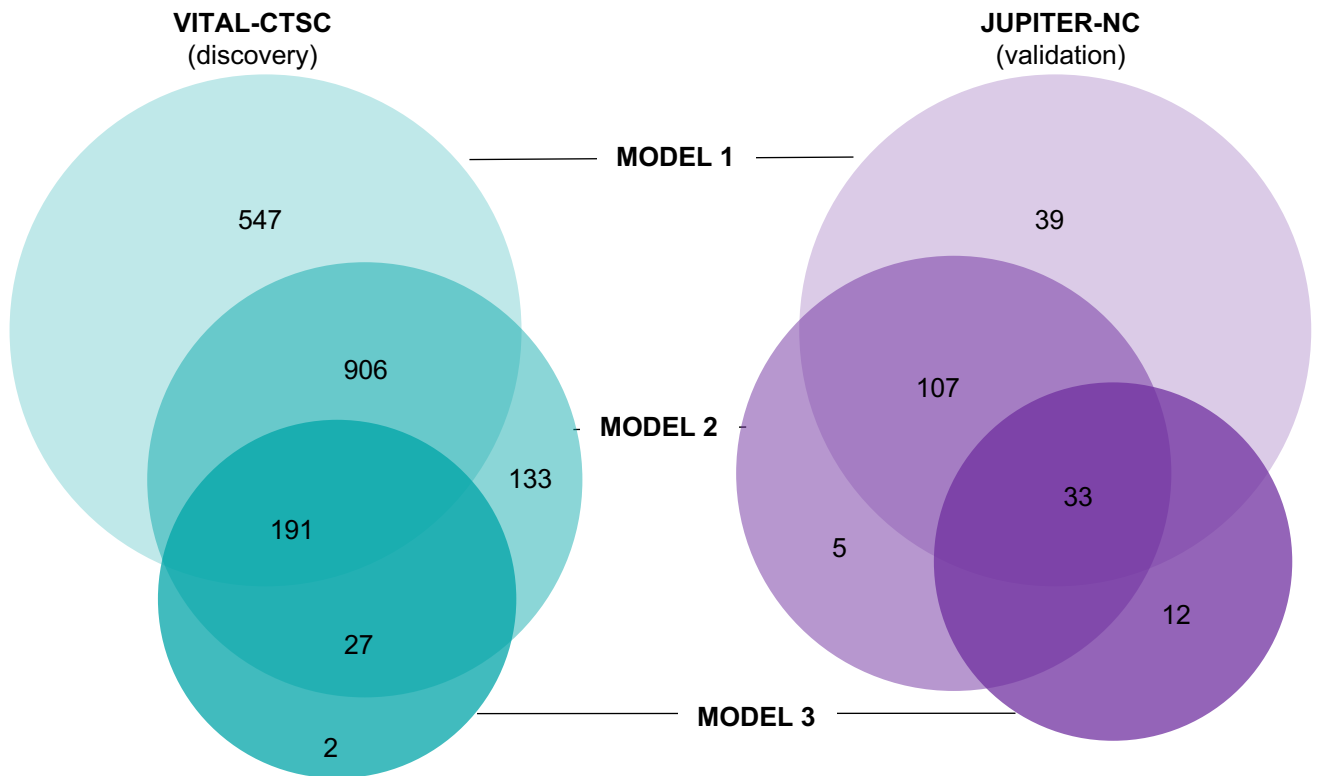 VITAL-CTSC
(discovery)
JUPITER-NC
(validation)
MODEL 1
547
39
906
107
MODEL 2
133
33
191
5
12
27
MODEL 3
2